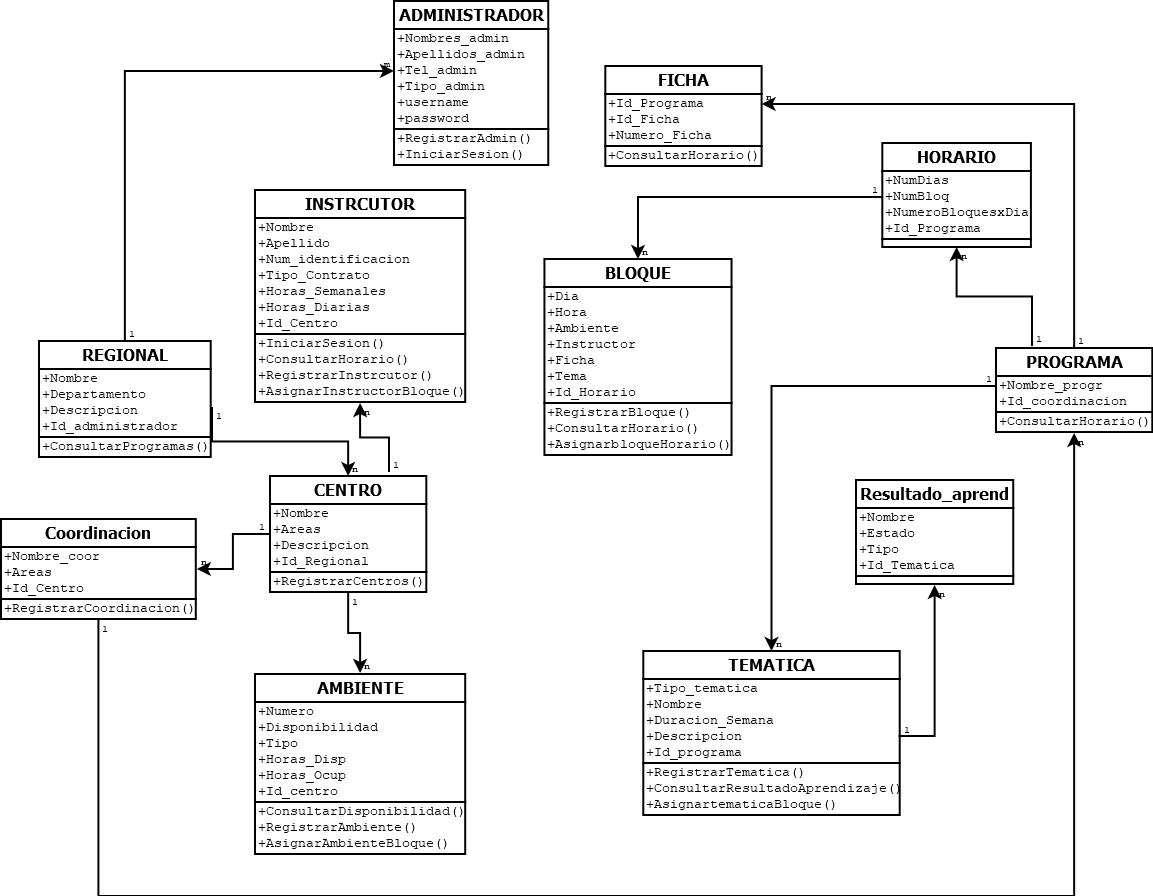 ADMINISTRADOR
+Nombres_admin
+Apellidos_admin
+Tel_admin
+Tipo_admin
+username
+password
+RegistrarAdmin()
+IniciarSesion()
m
FICHA
+Id_Programa
+Id_Ficha
+Numero_Ficha
+ConsultarHorario()
n
HORARIO
+NumDias
+NumBloq
+NumeroBloquesxDia
+Id_Programa
1
n
INSTRCUTOR
+Nombre
+Apellido
+Num_identificacion
+Tipo_Contrato
+Horas_Semanales
+Horas_Diarias
+Id_Centro
+IniciarSesion()
+ConsultarHorario()
+RegistrarInstrcutor()
+AsignarInstructorBloque()
n
BLOQUE
+Dia
+Hora
+Ambiente
+Instructor
+Ficha
+Tema
+Id_Horario
+RegistrarBloque()
+ConsultarHorario()
+AsignarbloqueHorario()
n
1
REGIONAL
+Nombre
+Departamento
+Descripcion
+Id_administrador
+ConsultarProgramas()
1
1
1
PROGRAMA
+Nombre_progr
+Id_coordinacion
+ConsultarHorario()
1
n
n
1
CENTRO
+Nombre
+Areas
+Descripcion
+Id_Regional
+RegistrarCentros()
1
1
Resultado_aprend
+Nombre
+Estado
+Tipo
+Id_Tematica
n
Coordinacion
+Nombre_coor
+Areas
+Id_Centro
+RegistrarCoordinacion()
n
1
n
AMBIENTE
+Numero
+Disponibilidad
+Tipo
+Horas_Disp
+Horas_Ocup
+Id_centro
+ConsultarDisponibilidad()
+RegistrarAmbiente()
+AsignarAmbienteBloque()
n
TEMATICA
+Tipo_tematica
+Nombre
+Duracion_Semana
+Descripcion
+Id_programa
+RegistrarTematica()
+ConsultarResultadoAprendizaje()
+AsignartematicaBloque()
1